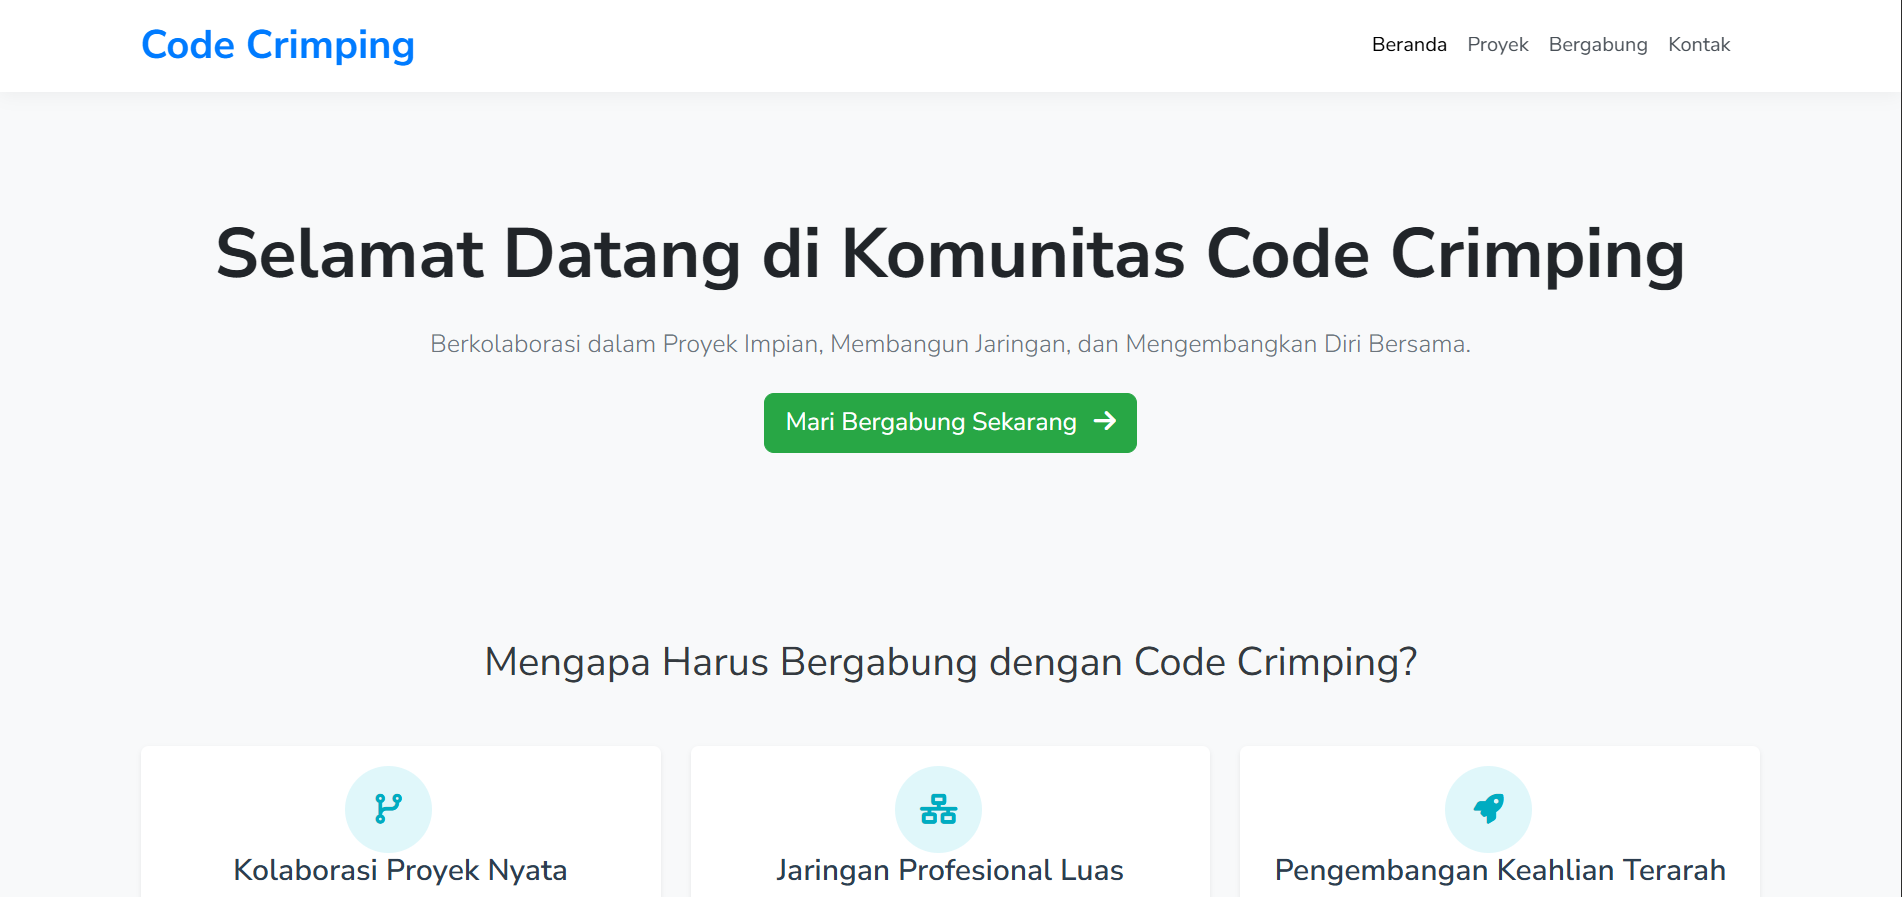 Code Crimping
Beranda Proyek Bergabung Kontak
Selamat Datang di Komunitas Code Crimping
Berkolaborasi dalam Proyek Impian, Membangun Jaringan, dan Mengembangkan Diri Bersama.
Mari Bergabung Sekarang →
Mengapa Harus Bergabung dengan Code Crimping?
Kolaborasi Proyek Nyata
Jaringan Profesional Luas
Pengembangan Keahlian Terarah